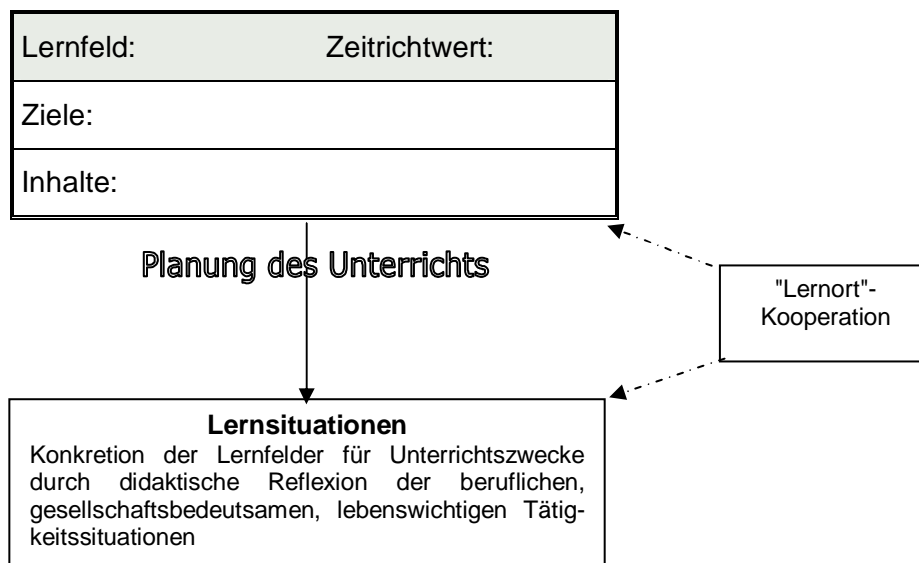 Lernfeld: Zeitrichtwert:
Ziele:
Inhalte:
Planung des Unterrichts
"Lernort"-
Kooperation
Lernsituationen
Konkretion der Lernfelder für Unterrichtszwecke
durch didaktische Reflexion der beruflichen,
gesellschaftsbedeutsamen, lebenswichtigen Tätig-
keitssituationen